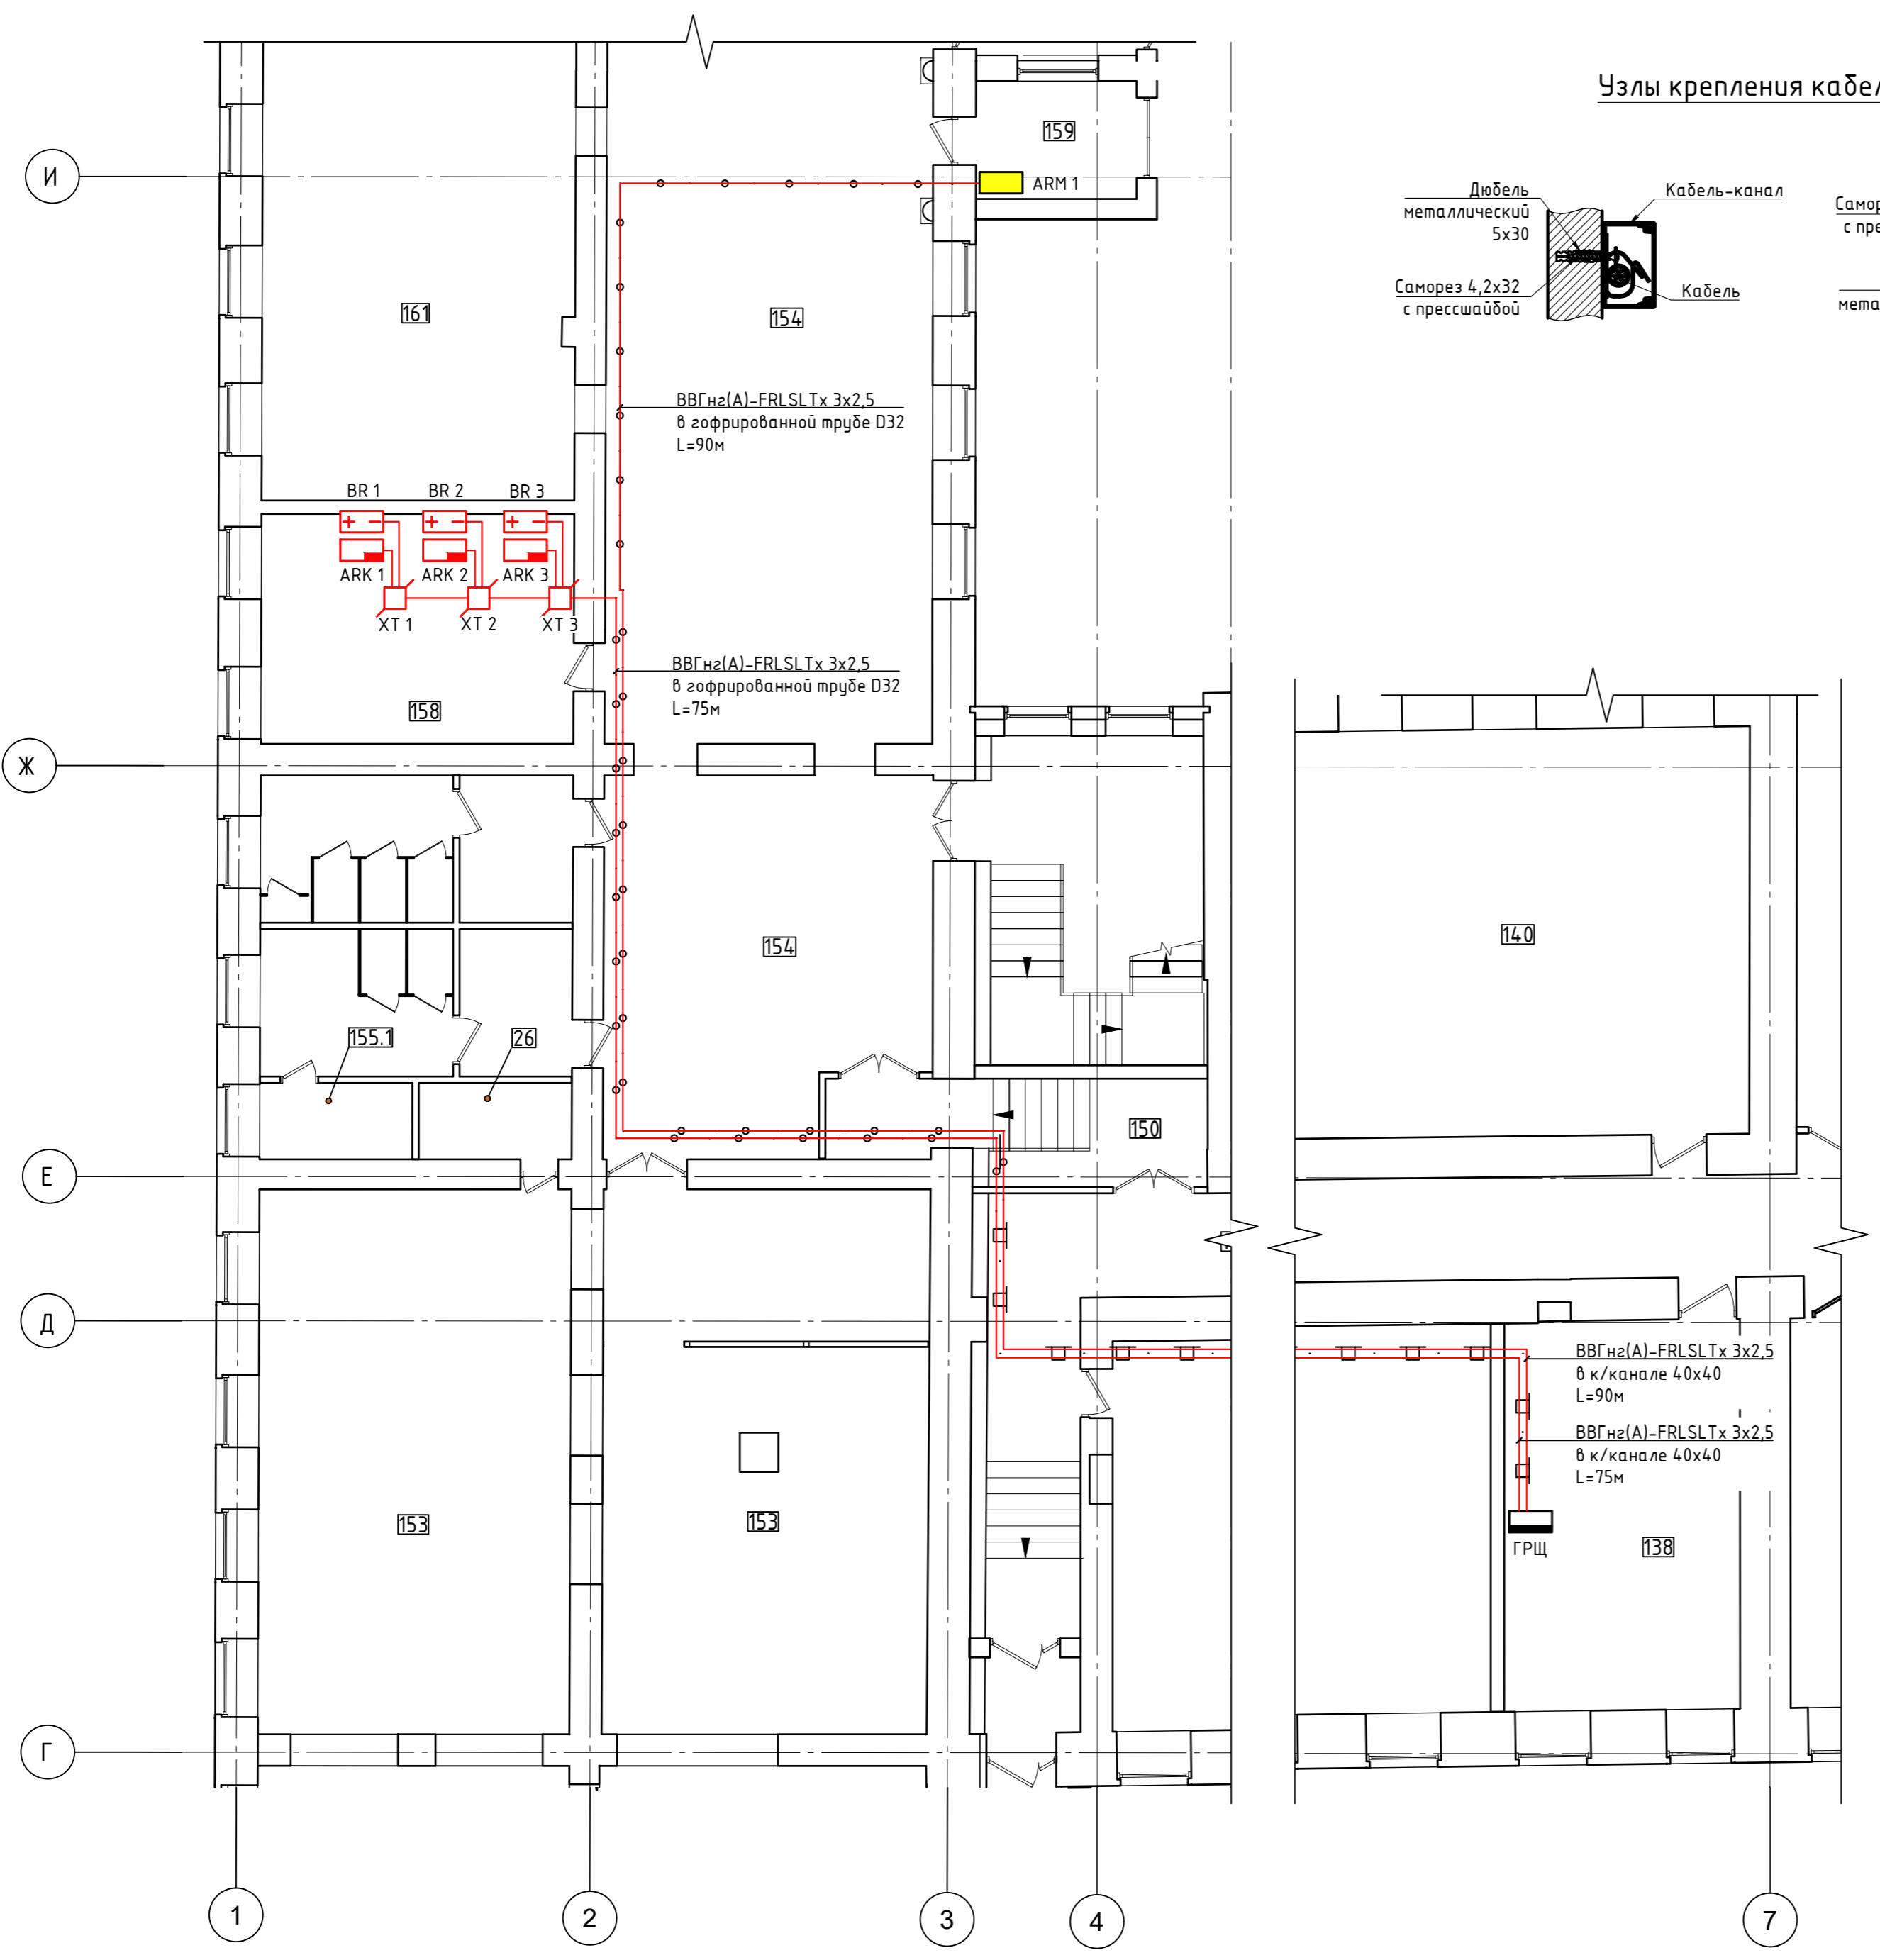 Узлы крепления кабел
И
159
ARM 1
Дюбель
металлический
5х30
Кабель-канал
Саморез 4,2х32
с прессшайбой
Кабель
Самор
с пре
мета
161
154
ВВГнг(А)-FRLSLTx 3х2,5
в гофрированной трубе D32
L=90м
BR 1
BR 2
BR 3
ARK 1
ARK 2
ARK 3
XT 1
XT 2
XT 3
ВВГнг(А)-FRLSLTx 3х2,5
в гофрированной трубе D32
L=75м
158
Ж
154
140
155.1
26
150
Е
Д
ВВГнг(А)-FRLSLTx 3х2,5
в к/канале 40х40
L=90м
ВВГнг(А)-FRLSLTx 3х2,5
в к/канале 40х40
L=75м
153
153
ГРЩ
138
Г
1
2
3
4
7